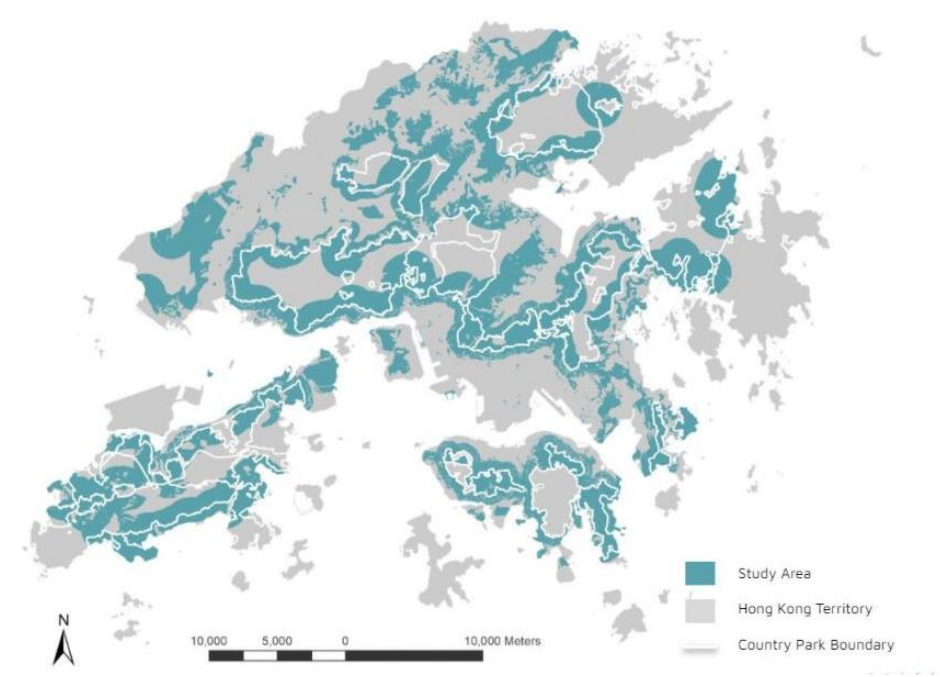 Study Area
Hong Kong Territory
Country Park Boundary
N
10,000 5,000 0 10,000 Meters